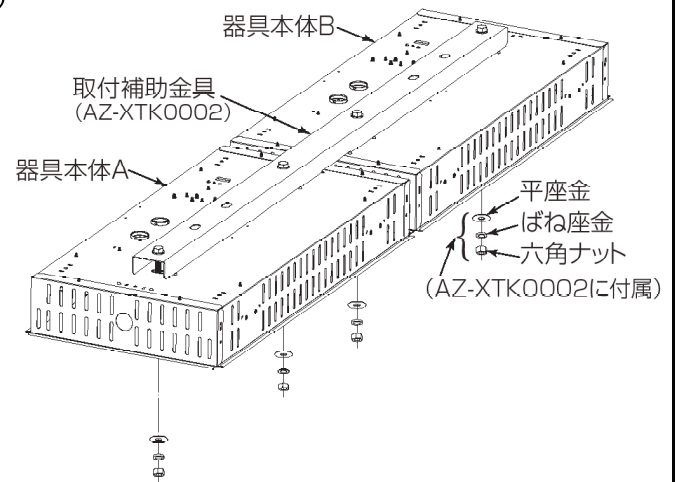 器具本体B
取付補助金具
(AZ-XTK0002)
器具本体A
平座金
ばね座金
六角ナット
(AZ-XTK0002に付属)